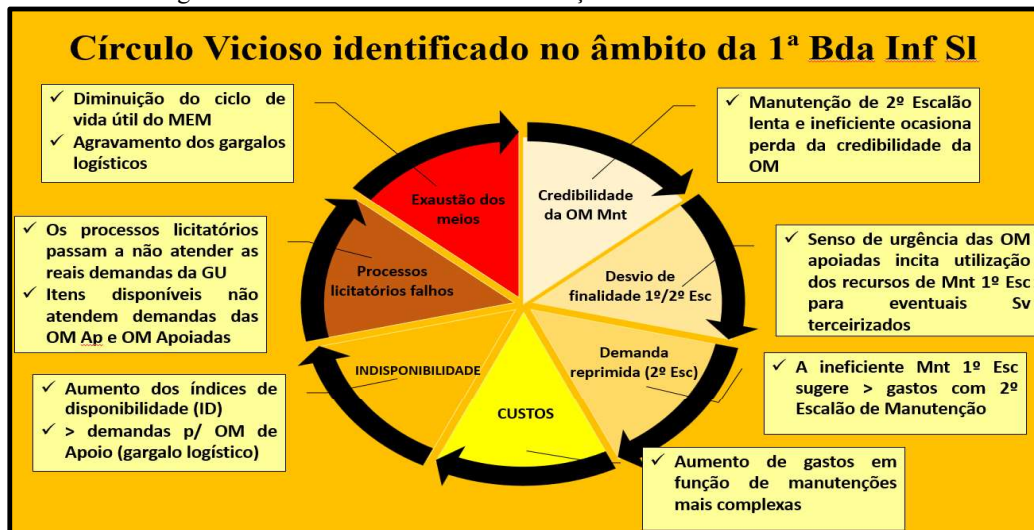 Círculo Vicioso identificado no âmbito da 1ª Bda Inf Sl
✓ Diminuição do ciclo de
vida útil do MEM
✓ Agravamento dos gargalos
logísticos
✓ Manutenção de 2º Escalão
lenta e ineficiente ocasiona
perda da credibilidade da
OM
Exaustão dos
meios
Credibilidade
da OM Mnt
✓ Os processos licitatórios
passam a não atender as
reais demandas da GU
✓ Itens disponíveis não
atendem demandas das
OM Ap e OM Apoiadas
Processos
licitatórios falhos
Desvio de
finalidade 1º/2º Esc
✓ Senso de urgência das OM
apoiadas incita utilização
dos recursos de Mnt 1º Esc
para eventuais Sv
terceirizados
INDISPONIBILIDADE
Demanda
reprimida (2º Esc)
✓ A ineficiente Mnt 1º Esc
sugere > gastos com 2º
Escalão de Manutenção
✓ Aumento dos índices de
disponibilidade (ID)
✓ > demandas p/ OM de
Apoio (gargalo logístico)
CUSTOS
✓ Aumento de gastos em
função de manutenções
mais complexas